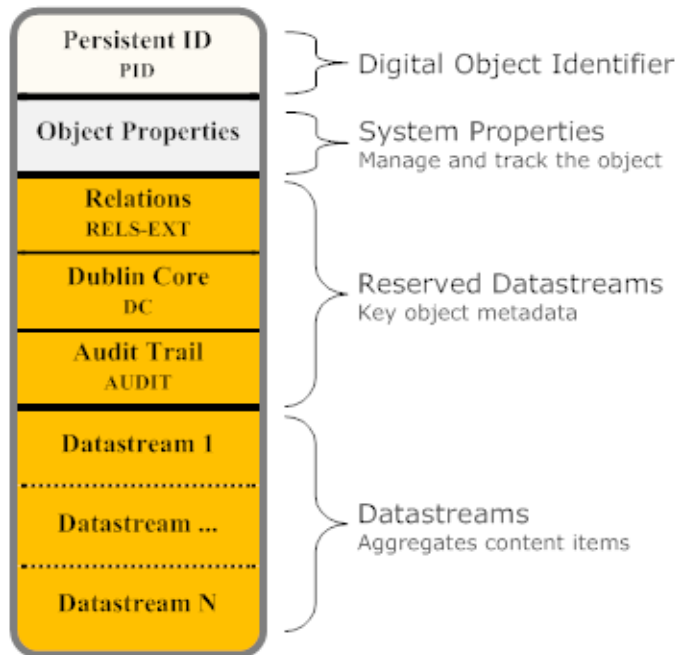 Persistent ID
PID
Digital Object Identifier
Object Properties
System Properties
Manage and track the object
Relations
RELS-EXT
Dublin Core
DC
Audit Trail
AUDIT
Reserved Datastreams
Key object metadata
Datastream 1
Datastream ...
Datastream N
Datastreams
Aggregates content items